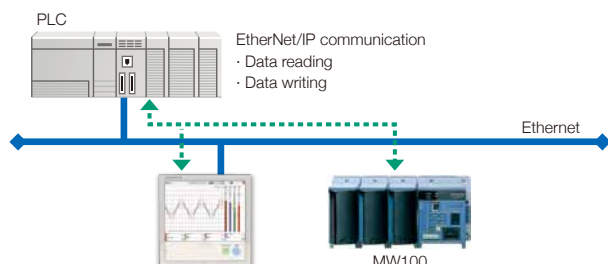 PLC
EtherNet/IP communication
· Data reading
· Data writing
Ethernet
MW100